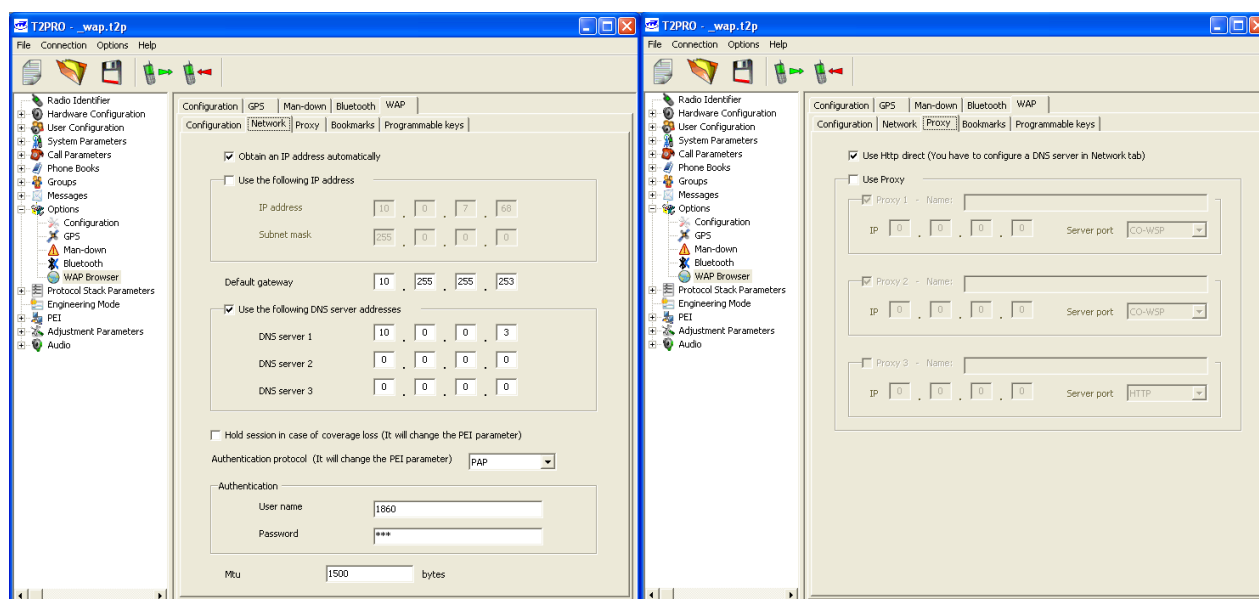 T2PRO - _wap.t2p
File Connection Options Help
Radio Identifier
Hardware Configuration
User Configuration
System Parameters
Call Parameters
Phone Books
Groups
Messages
Options
Configuration
GPS
Man-down
Bluetooth
WAP Browser
Protocol Stack Parameters
Engineering Mode
PEI
Adjustment Parameters
Audio
Configuration GPS Man-down Bluetooth WAP
Configuration Network Proxy Bookmarks Programmable keys
Obtain an IP address automatically
Use the following IP address
IP address 10 . 0 . 7 . 68
Subnet mask 255 . 0 . 0 . 0
Default gateway 10 . 255 . 255 . 253
Use the following DNS server addresses
DNS server 1 10 . 0 . 0 . 3
DNS server 2 0 . 0 . 0 . 0
DNS server 3 0 . 0 . 0 . 0
Hold session in case of coverage loss (It will change the PEI parameter)
Authentication protocol (It will change the PEI parameter) PAP
Authentication
User name 1860
Password ***
Mtu 1500 bytes
T2PRO - _wap.t2p
File Connection Options Help
Radio Identifier
Hardware Configuration
User Configuration
System Parameters
Call Parameters
Phone Books
Groups
Messages
Options
Configuration
GPS
Man-down
Bluetooth
WAP Browser
Protocol Stack Parameters
Engineering Mode
PEI
Adjustment Parameters
Audio
Configuration GPS Man-down Bluetooth WAP
Configuration Network Proxy Bookmarks Programmable keys
Use Http direct (You have to configure a DNS server in Network tab)
Use Proxy
Proxy 1 - Name:
IP 0 . 0 . 0 . 0 Server port CO-WSP
Proxy 2 - Name:
IP 0 . 0 . 0 . 0 Server port CO-WSP
Proxy 3 - Name:
IP 0 . 0 . 0 . 0 Server port HTTP